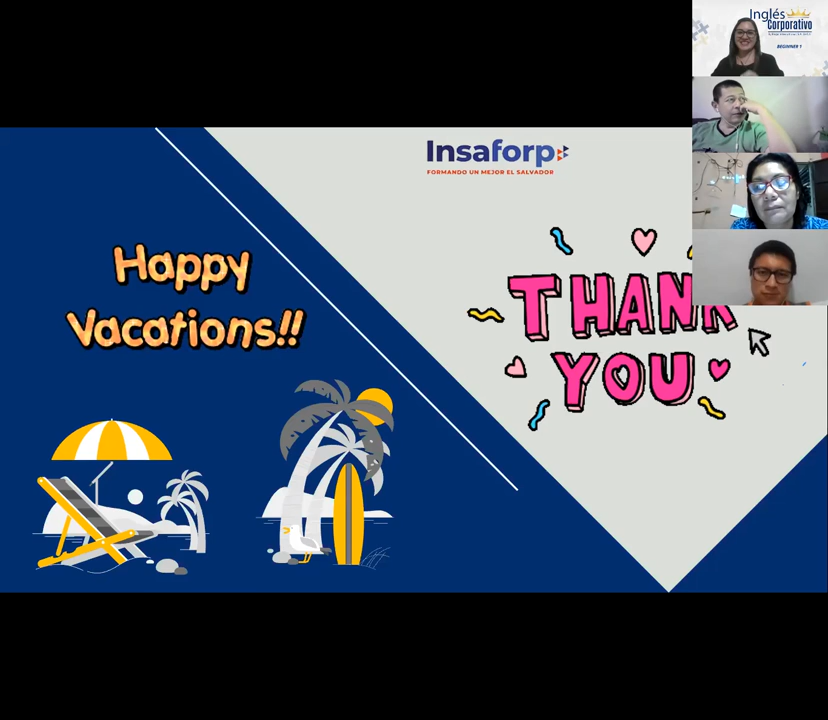 Inglés
Corporativo
BEGINNER 1
Insaforp
FORMANDO UN MEJOR EL SALVADOR
Happy
Vacations!!
THANK
YOU